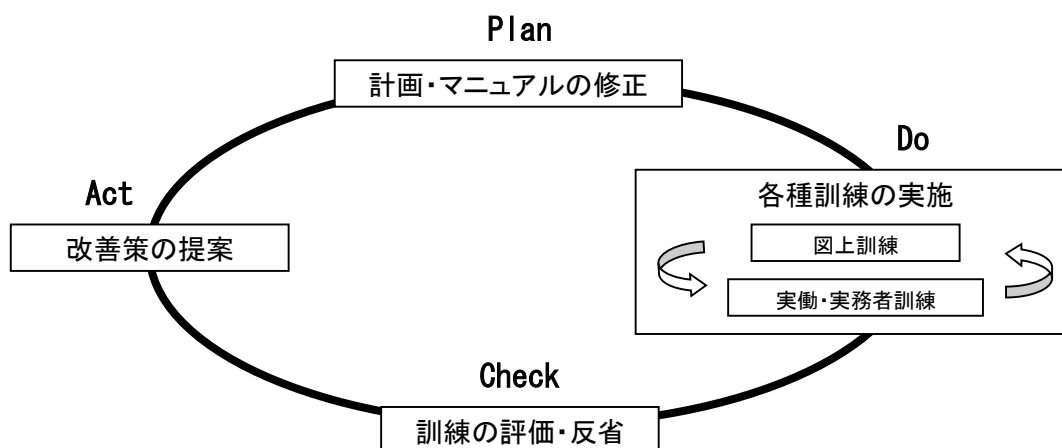 Plan
計画・マニュアルの修正
Do
各種訓練の実施
図上訓練
実働・実務者訓練
Act
改善策の提案
Check
訓練の評価・反省